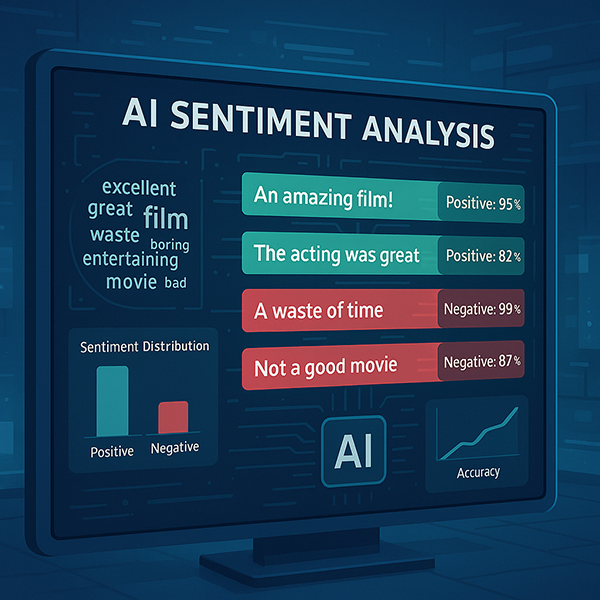 AI SENTIMENT ANALYSIS
excellent
great film
waste boring
entertaining
movie bad
An amazing film! Positive: 95%
The acting was great Positive: 82%
A waste of time Negative: 99%
Not a good movie Negative: 87%
Sentiment Distribution
Positive Negative
AI
Accuracy